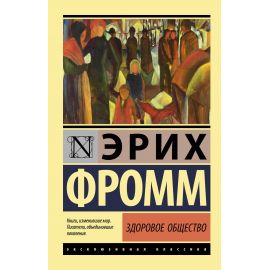 ЭРИХ
ФРОММ
Книги, изменившие мир.
Писатели, объединившие
поколения.
ЗДОРОВОЕ ОБЩЕСТВО
ЭКСКЛЮЗИВНАЯ КЛАССИКА